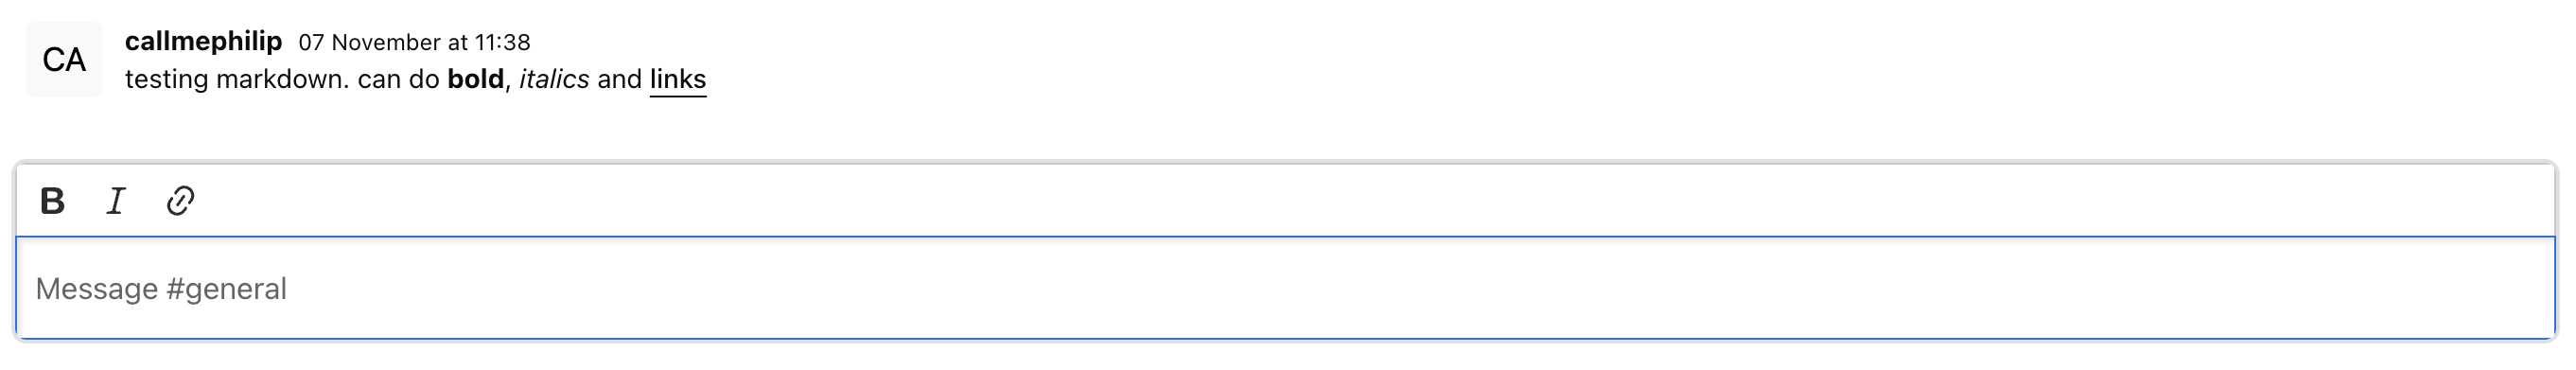 CA
callmephilip 07 November at 11:38
testing markdown. can do bold, italics and links
B I
Message #general